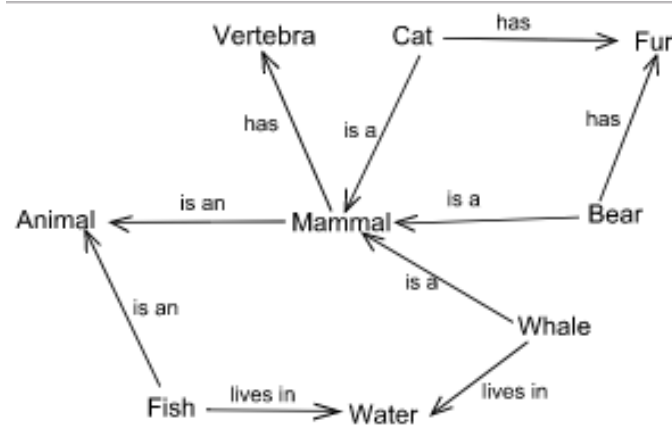 has
Vertebra
Cat
Fur
has
is a
has
is an
is a
Animal
Mammal
Bear
is a
is an
Whale
lives in
lives in
Fish
Water